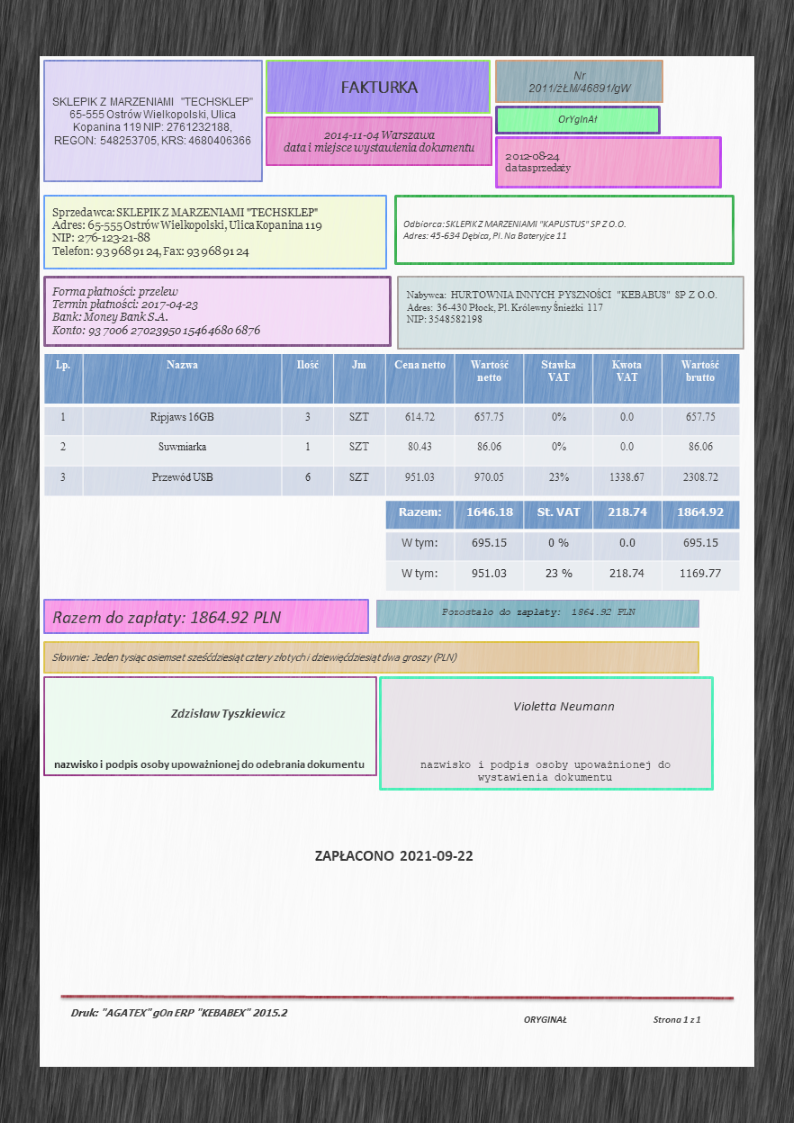 SKLEPIK Z MARZENIAMI "TECHSKLEP"
65-555 Ostrów Wielkopolski, Ulica
Kopanina 119 NIP: 2761232188,
REGON: 548253705, KRS: 4680406366
FAKTURKA
2014-11-04 Warszawa
data i miejsce wystawienia dokumentu
Nr
2011/żŁM/46891/gW
OrYgInAł
2012-08-24
data sprzedaży
Sprzedawca: SKLEPIK Z MARZENIAMI "TECHSKLEP"
Adres: 65-555 Ostrów Wielkopolski, Ulica Kopanina 119
NIP: 276-123-21-88
Telefon: 93 968 91 24, Fax: 93 968 91 24
Odbiorca: SKLEPIK Z MARZENIAMI "KAPUSTUS" SP Z O.O.
Adres: 45-634 Dębica, Pl. Na Bateryjce 11
Forma płatności: przelew
Termin płatności: 2017-04-23
Bank: Money Bank S.A.
Konto: 93 7006 2702 3950 1546 4680 6876
Nabywca: HURTOWNIA INNYCH PYSZNOŚCI "KEBABUS" SP Z O.O.
Adres: 36-430 Płock, Pl. Królewny Śnieżki 117
NIP: 3548582198
Lp. Nazwa Ilość Jm Cena netto Wartość netto Stawka VAT Kwota VAT Wartość brutto
1 Ripjaws 16GB 3 SZT 614.72 657.75 0% 0.0 657.75
2 Suwmiarka 1 SZT 80.43 86.06 0% 0.0 86.06
3 Przewód USB 6 SZT 951.03 970.05 23% 1338.67 2308.72
Razem: 1646.18 St. VAT 218.74 1864.92
W tym: 695.15 0 % 0.0 695.15
W tym: 951.03 23 % 218.74 1169.77
Razem do zapłaty: 1864.92 PLN
Pozostało do zapłaty: 1864.92 PLN
Słownie: Jeden tysiąc osiemset sześćdziesiąt cztery złotych i dziewięćdziesiąt dwa groszy (PLN)
Zdzisław Tyszkiewicz
nazwisko i podpis osoby upoważnionej do odebrania dokumentu
Violetta Neumann
nazwisko i podpis osoby upoważnionej do
wystawienia dokumentu
ZAPŁACONO 2021-09-22
Druk: "AGATEX" gOn ERP "KEBABEX" 2015.2
ORYGINAŁ
Strona 1 z 1